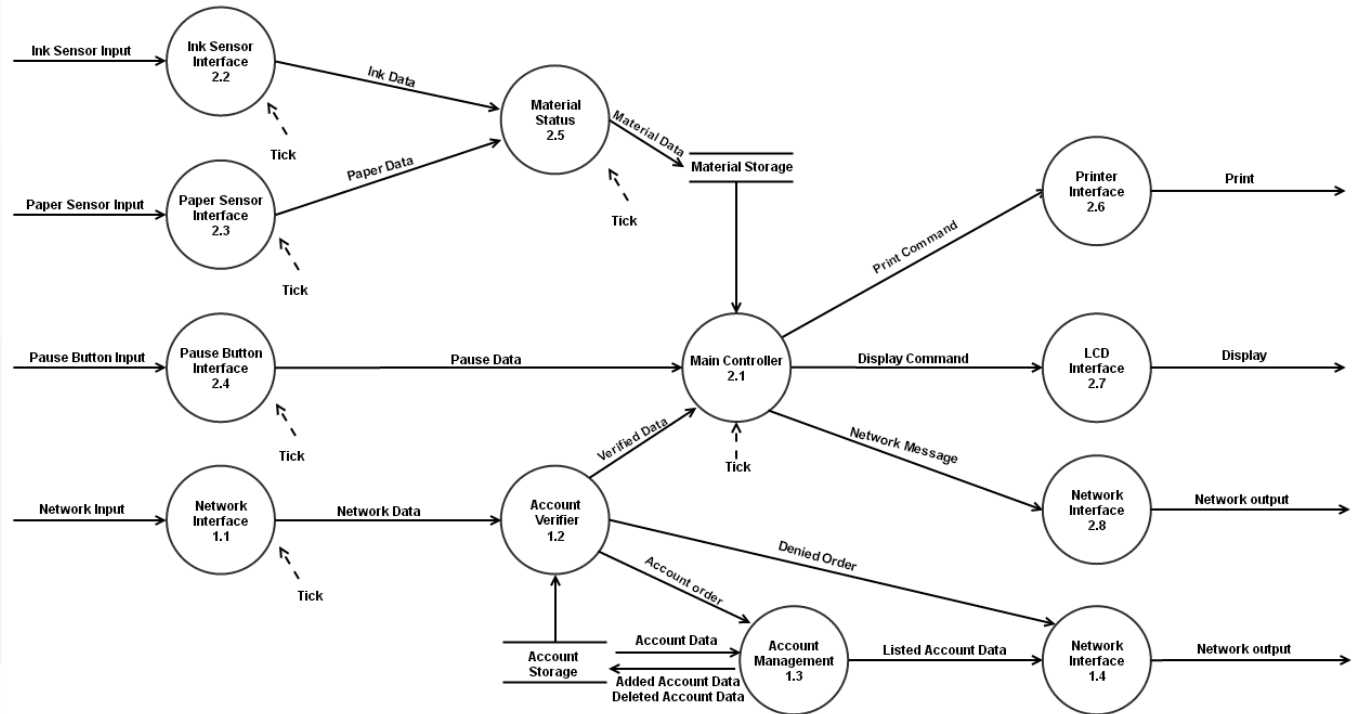 Ink Sensor Input
Ink Sensor
Interface
2.2
Ink Data
Tick
Material
Status
2.5
Material Data
Tick
Material Storage
Paper Sensor Input
Paper Sensor
Interface
2.3
Paper Data
Tick
Printer
Interface
2.6
Print
Print Command
Pause Button Input
Pause Button
Interface
2.4
Pause Data
Tick
Main Controller
2.1
Tick
Display Command
LCD
Interface
2.7
Display
Verified Data
Network Message
Network
Interface
2.8
Network output
Network Input
Network
Interface
1.1
Network Data
Tick
Account
Verifier
1.2
Denied Order
Account order
Account
Storage
Account Data
Added Account Data
Deleted Account Data
Account
Management
1.3
Listed Account Data
Network
Interface
1.4
Network output